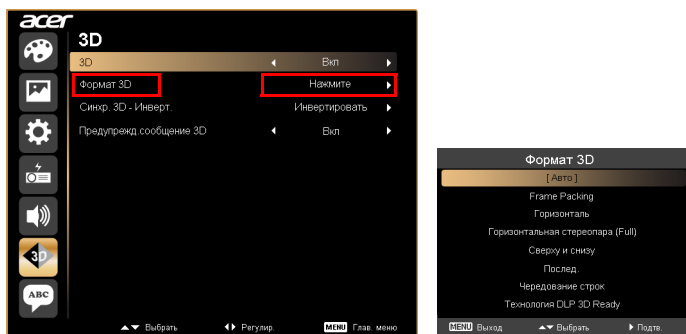 acer
3D
3D Вкл
Формат 3D Нажмите
Синхр. 3D - Инверт. Инвертировать
Предупрежд.сообщение 3D Вкл
3D
ABC
Выбрать Регулир. MENU Глав. меню
Формат 3D
[ Авто ]
Frame Packing
Горизонталь
Горизонтальная стереопара (Full)
Сверху и снизу
Послед.
Чередование строк
Технология DLP 3D Ready
MENU Выход Выбрать Подтв.